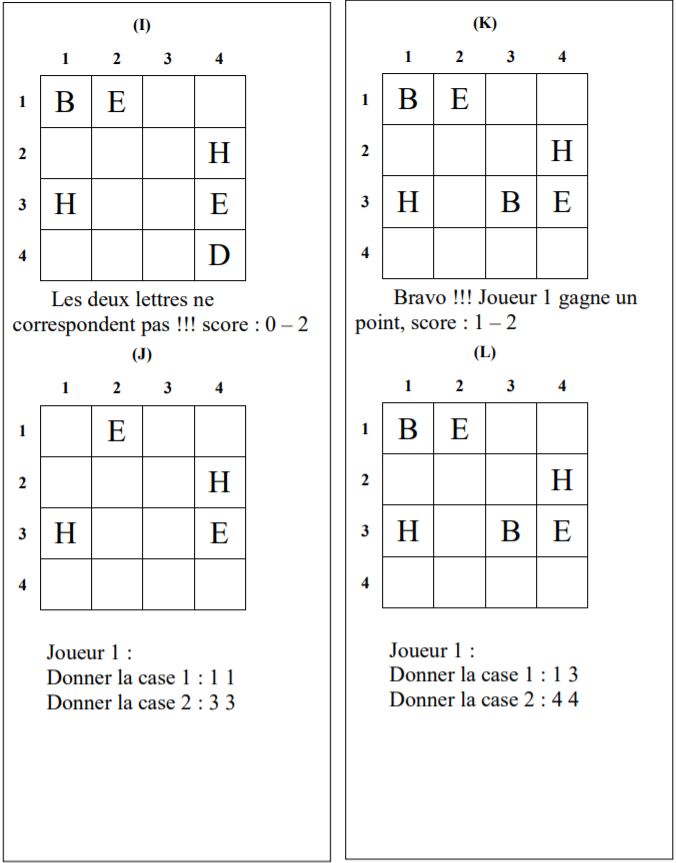 (I)
1 2 3 4
1 B E
2 H
3 H E
4 D
Les deux lettres ne
correspondent pas !!! score : 0 – 2
(J)
1 2 3 4
1 E
2 H
3 H E
4
Joueur 1 :
Donner la case 1 : 1 1
Donner la case 2 : 3 3
(K)
1 2 3 4
1 B E
2 H
3 H B E
4
Bravo !!! Joueur 1 gagne un
point, score : 1 – 2
(L)
1 2 3 4
1 B E
2 H
3 H B E
4
Joueur 1 :
Donner la case 1 : 1 3
Donner la case 2 : 4 4